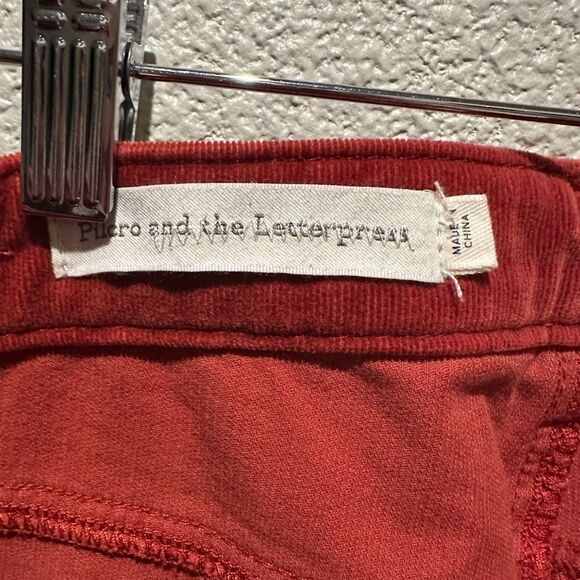 Pilcro and the Letterpress
MADE IN
CHINA